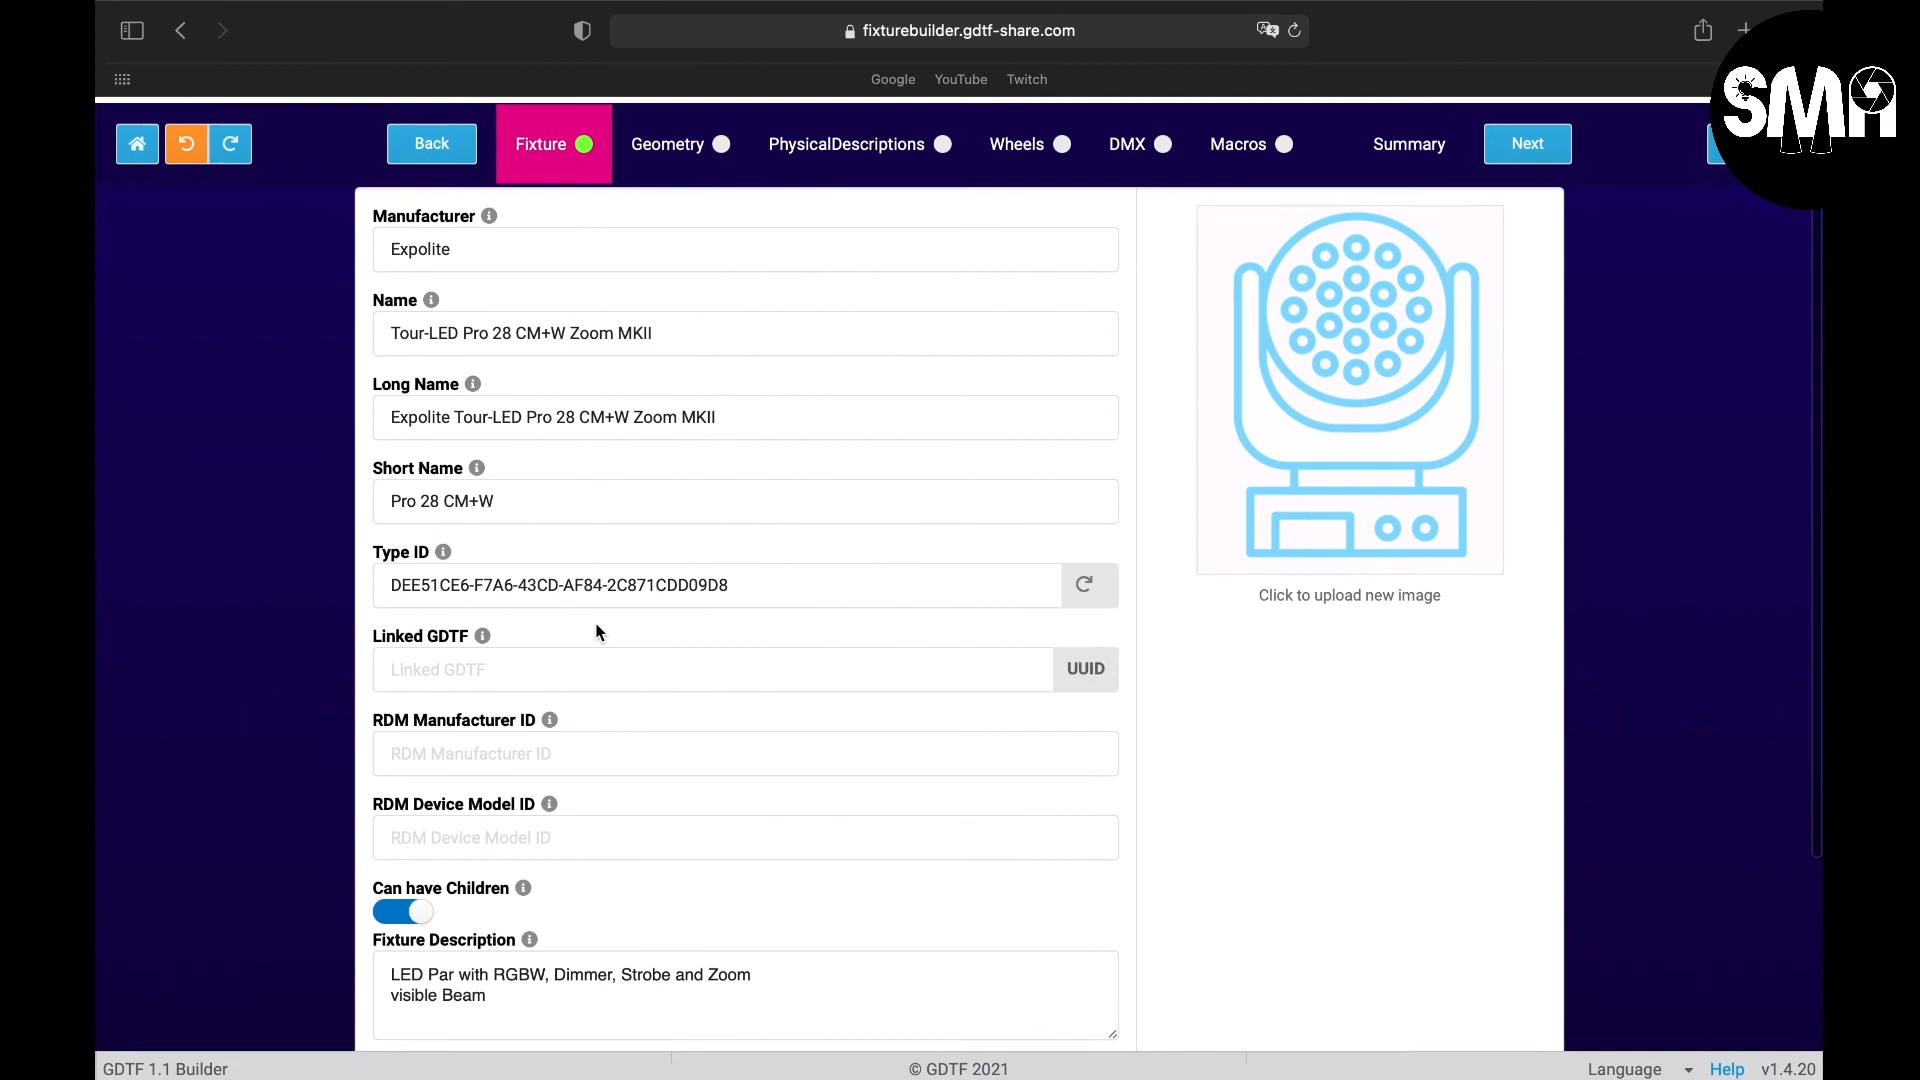 fixturebuilder.gdtf-share.com
Google YouTube Twitch
SMH
Back Fixture Geometry PhysicalDescriptions Wheels DMX Macros Summary Next
Manufacturer
Expolite
Name
Tour-LED Pro 28 CM+W Zoom MKII
Long Name
Expolite Tour-LED Pro 28 CM+W Zoom MKII
Short Name
Pro 28 CM+W
Type ID
DEE51CE6-F7A6-43CD-AF84-2C871CDD09D8
Linked GDTF
Linked GDTF UUID
RDM Manufacturer ID
RDM Manufacturer ID
RDM Device Model ID
RDM Device Model ID
Can have Children
Fixture Description
LED Par with RGBW, Dimmer, Strobe and Zoom
visible Beam
Click to upload new image
GDTF 1.1 Builder © GDTF 2021 Language Help v1.4.20